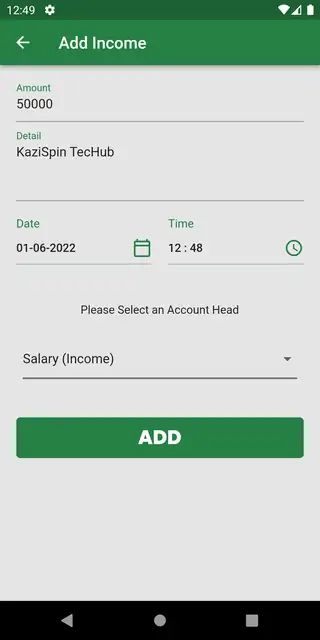 12:49
Add Income
Amount
50000
Detail
KaziSpin TecHub
Date Time
01-06-2022 12 : 48
Please Select an Account Head
Salary (Income)
ADD